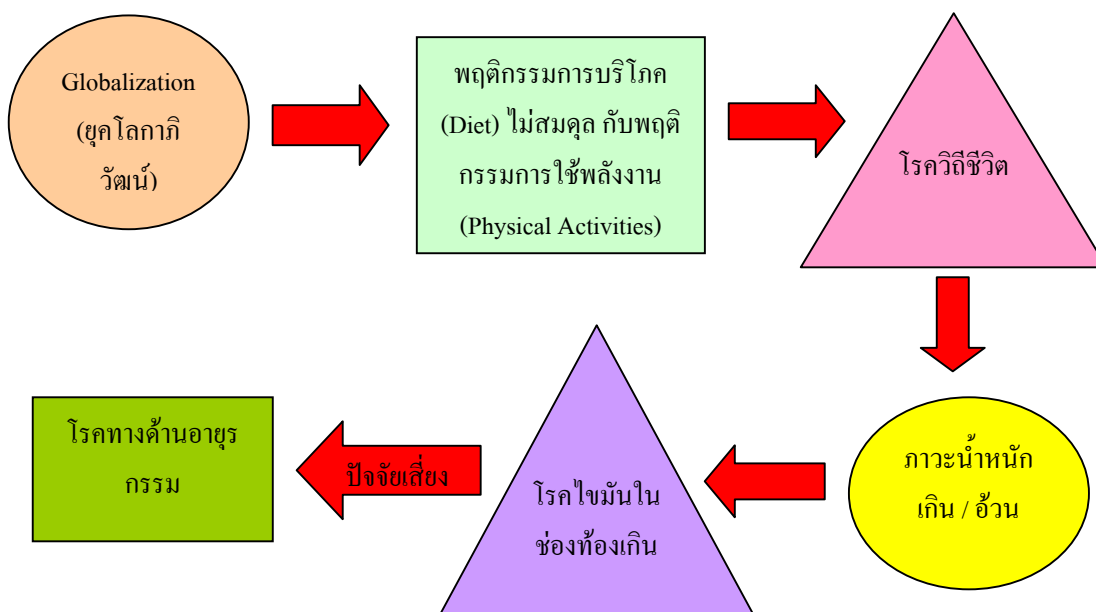 Globalization
(ยุคโลกาภิ
วัฒน์)
พฤติกรรมการบริโภค
(Diet) ไม่สมดุล กับพฤติ
กรรมการใช้พลังงาน
(Physical Activities)
โรควิถีชีวิต
ภาวะน้ำหนัก
เกิน / อ้วน
โรคไขมันใน
ช่องท้องเกิน
ปัจจัยเสี่ยง
โรคทางด้านอายุร
กรรม